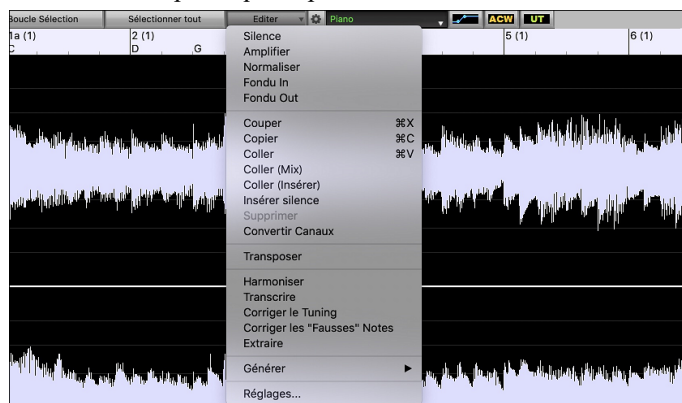 Boucle Sélection Sélectionner tout Editer Piano ACW UT
1a (1) 2 (1) 5 (1) 6 (1)
C D G
Silence
Amplifier
Normaliser
Fondu In
Fondu Out
Couper ⌘X
Copier ⌘C
Coller ⌘V
Coller (Mix)
Coller (Insérer)
Insérer silence
Supprimer
Convertir Canaux
Transposer
Harmoniser
Transcrire
Corriger le Tuning
Corriger les "Fausses" Notes
Extraire
Générer
Réglages...